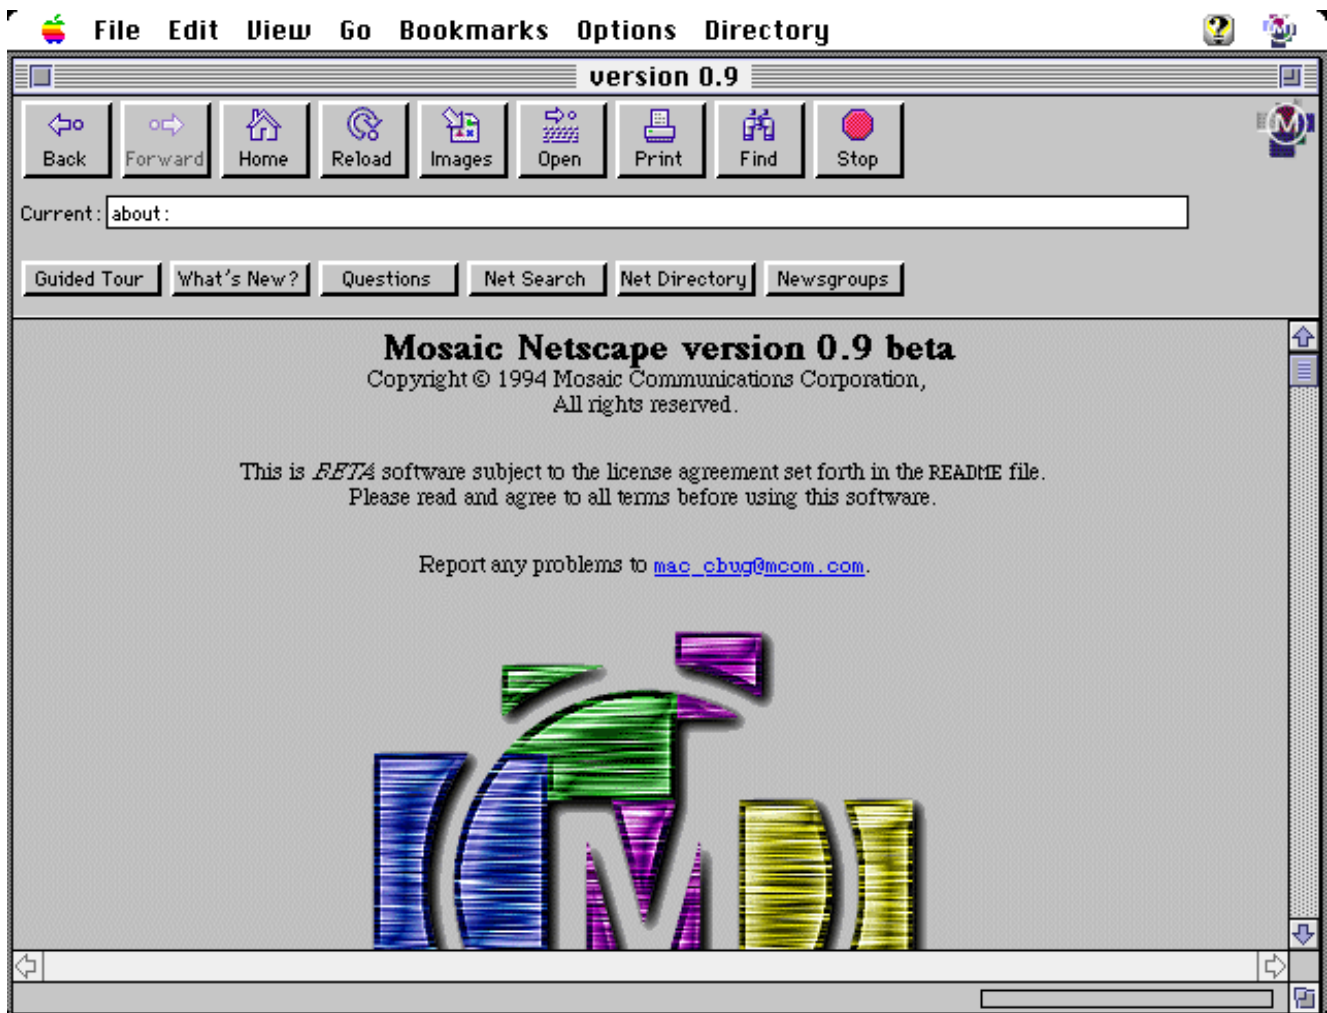 File Edit View Go Bookmarks Options Directory
version 0.9
Back Forward Home Reload Images Open Print Find Stop
Current: about:
Guided Tour What's New? Questions Net Search Net Directory Newsgroups
Mosaic Netscape version 0.9 beta
Copyright © 1994 Mosaic Communications Corporation,
All rights reserved.
This is BETA software subject to the license agreement set forth in the README file.
Please read and agree to all terms before using this software.
Report any problems to mac_cbug@mcom.com.
M
M